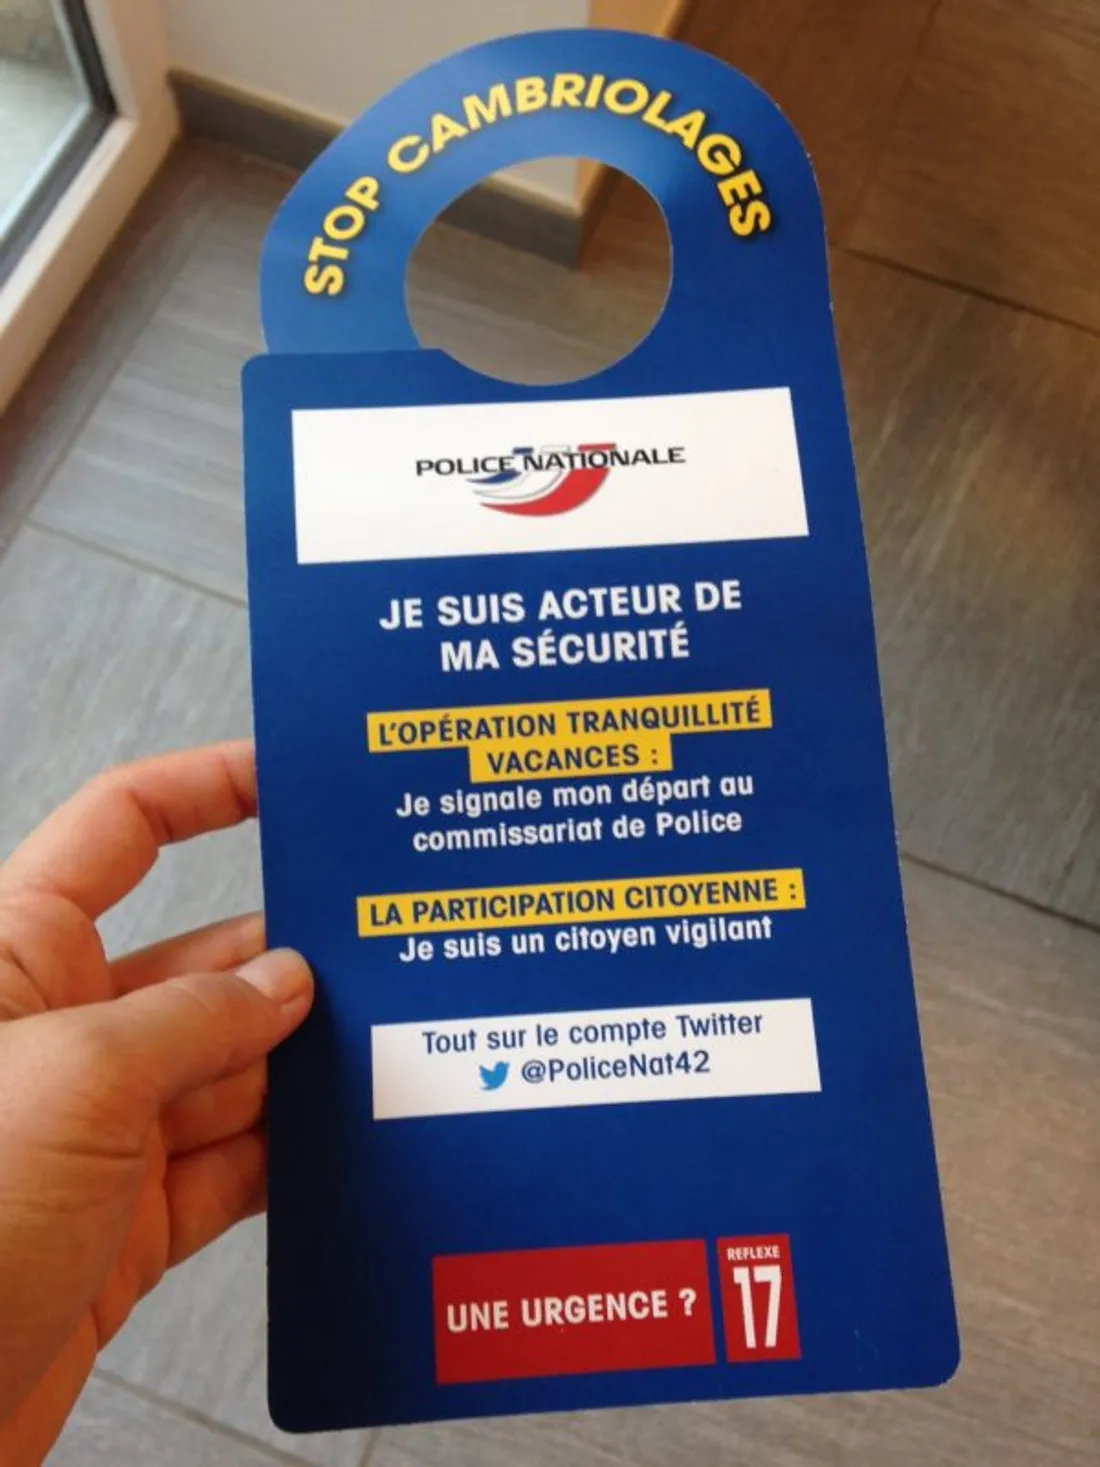 STOP CAMBRIOLAGES
POLICE NATIONALE
JE SUIS ACTEUR DE
MA SÉCURITÉ
L'OPÉRATION TRANQUILLITÉ
VACANCES :
Je signale mon départ au
commissariat de Police
LA PARTICIPATION CITOYENNE :
Je suis un citoyen vigilant
Tout sur le compte Twitter
@PoliceNat42
UNE URGENCE ?
REFLEXE
17